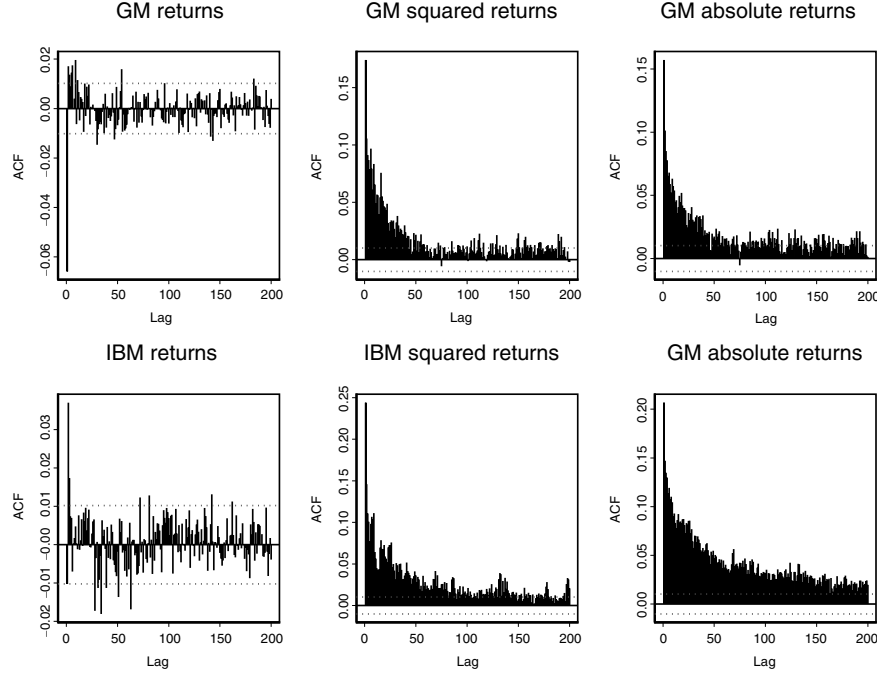 GM returns
GM squared returns
GM absolute returns
ACF
0.02
0.00
−0.02
−0.04
−0.06
0 50 100 150 200
Lag
ACF
0.15
0.10
0.05
0.00
0 50 100 150 200
Lag
ACF
0.15
0.10
0.05
0.00
0 50 100 150 200
Lag
IBM returns
IBM squared returns
GM absolute returns
ACF
0.03
0.02
0.01
−0.00
−0.01
−0.02
0 50 100 150 200
Lag
ACF
0.25
0.20
0.15
0.10
0.05
0.00
0 50 100 150 200
Lag
ACF
0.20
0.15
0.10
0.05
0.00
0 50 100 150 200
Lag